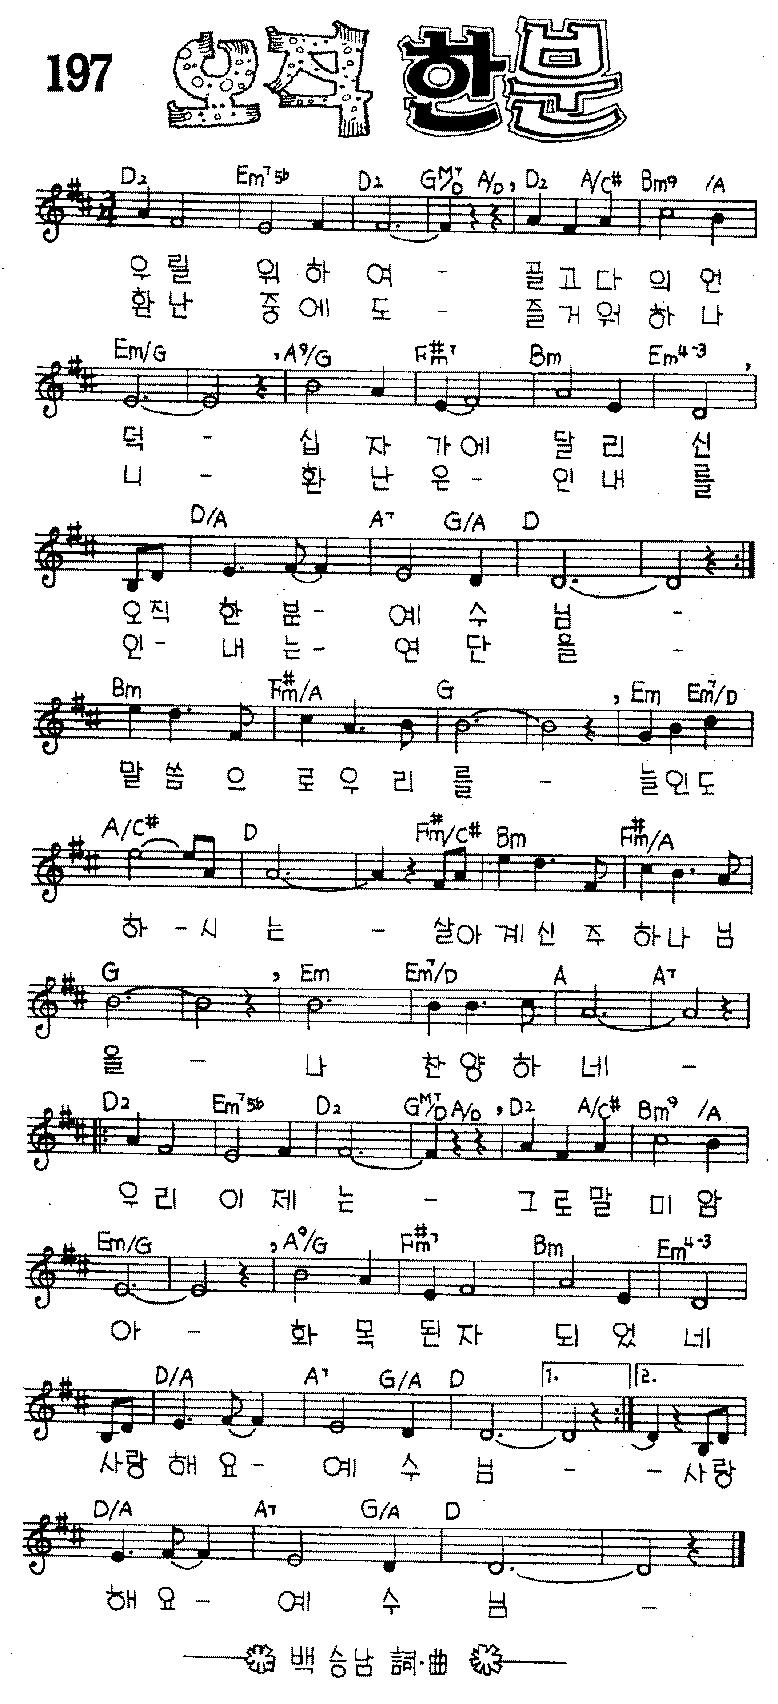 197 오직 한분
D2 Em7 5b D2 GM7/D A/D, D2 A/C# Bm9 /A
우릴 위하여 - 골고다의 언
환난 중에도 - 즐거워하나
Em/G , A9/G F#m7 Bm Em4-3 ,
덕 - 십자가에 달리신
니 - 환난은 - 인내를
D/A A7 G/A D
오직 한분 - 예수님 -
인 - 내는 - 연단을 -
Bm F#m/A G , Em Em7/D
말씀으로 우리를 - 늘인도
A/C# D F#m/C# Bm F#m/A
하 - 시는 - 살아계신 주 하나님
G , Em Em7/D A A7
을 - 나 찬양하네 -
D2 Em7 5b D2 GM7/D A/D , D2 A/C# Bm9 /A
우리 이제는 - 그로말미암
Em/G , A9/G F#m7 Bm Em4-3
아 - 화목된자 되었네
D/A A7 G/A D 1. 2.
사랑해요 - 예수님 - - 사랑
D/A A7 G/A D
해요 - 예수님 -
백승남 詞·曲